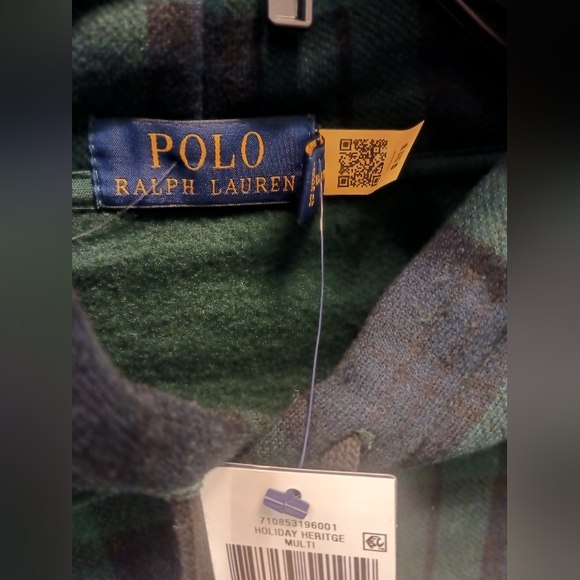 POLO
RALPH LAUREN
710853196001
HOLIDAY HERITGE
MULTI